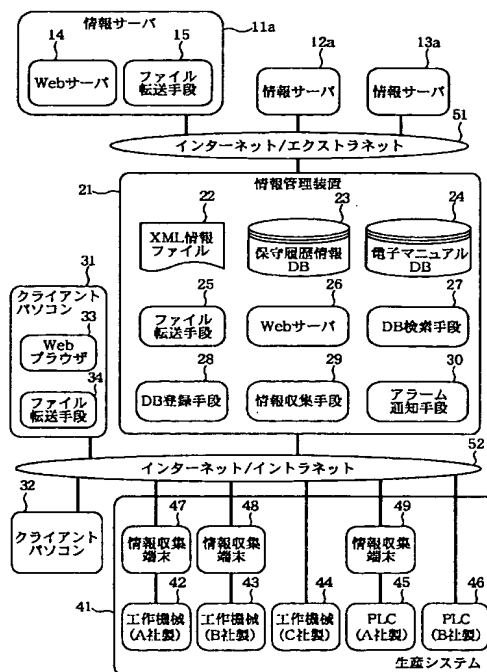 情報サーバ
11a
14
15
12a
13a
Webサーバ
ファイル
転送手段
情報サーバ
情報サーバ
51
インターネット/エクストラネット
21
情報管理装置
22
23
24
XML情報
ファイル
保守履歴情報
DB
電子マニュアル
DB
31
クライアント
パソコン
33
Web
ブラウザ
34
ファイル
転送手段
25
26
27
ファイル
転送手段
Webサーバ
DB検索手段
28
29
30
DB登録手段
情報収集手段
アラーム
通知手段
52
インターネット/イントラネット
32
クライアント
パソコン
47
48
49
情報収集
端末
情報収集
端末
情報収集
端末
41
42
43
44
45
46
工作機械
(A社製)
工作機械
(B社製)
工作機械
(C社製)
PLC
(A社製)
PLC
(B社製)
生産システム